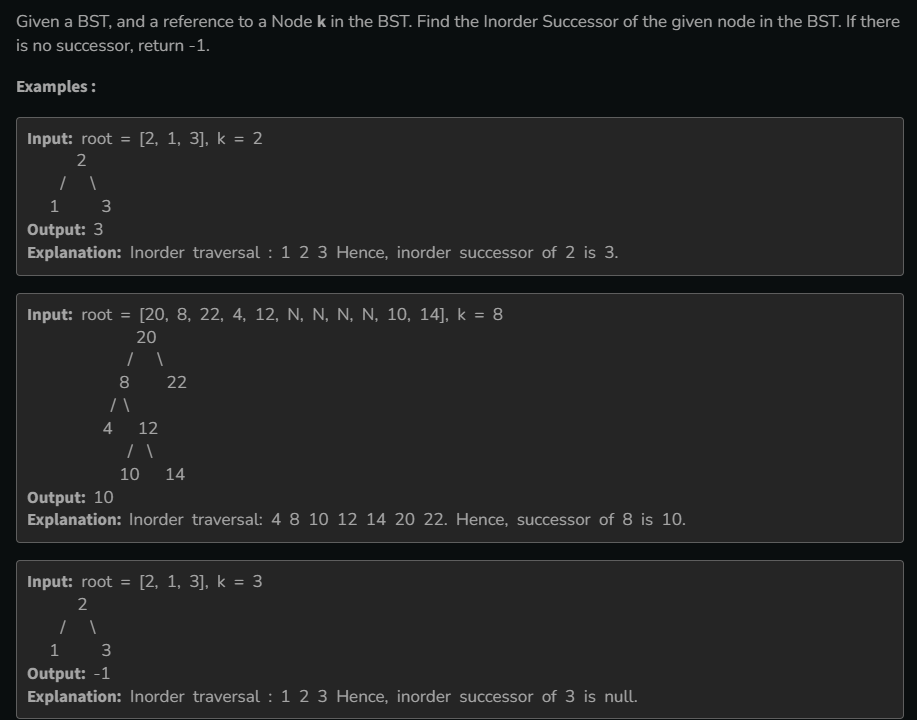 Given a BST, and a reference to a Node k in the BST. Find the Inorder Successor of the given node in the BST. If there
is no successor, return -1.
Examples :
Input: root = [2, 1, 3], k = 2
2
/ \
1 3
Output: 3
Explanation: Inorder traversal : 1 2 3 Hence, inorder successor of 2 is 3.
Input: root = [20, 8, 22, 4, 12, N, N, N, N, 10, 14], k = 8
20
/ \
8 22
/ \
4 12
/ \
10 14
Output: 10
Explanation: Inorder traversal: 4 8 10 12 14 20 22. Hence, successor of 8 is 10.
Input: root = [2, 1, 3], k = 3
2
/ \
1 3
Output: -1
Explanation: Inorder traversal : 1 2 3 Hence, inorder successor of 3 is null.